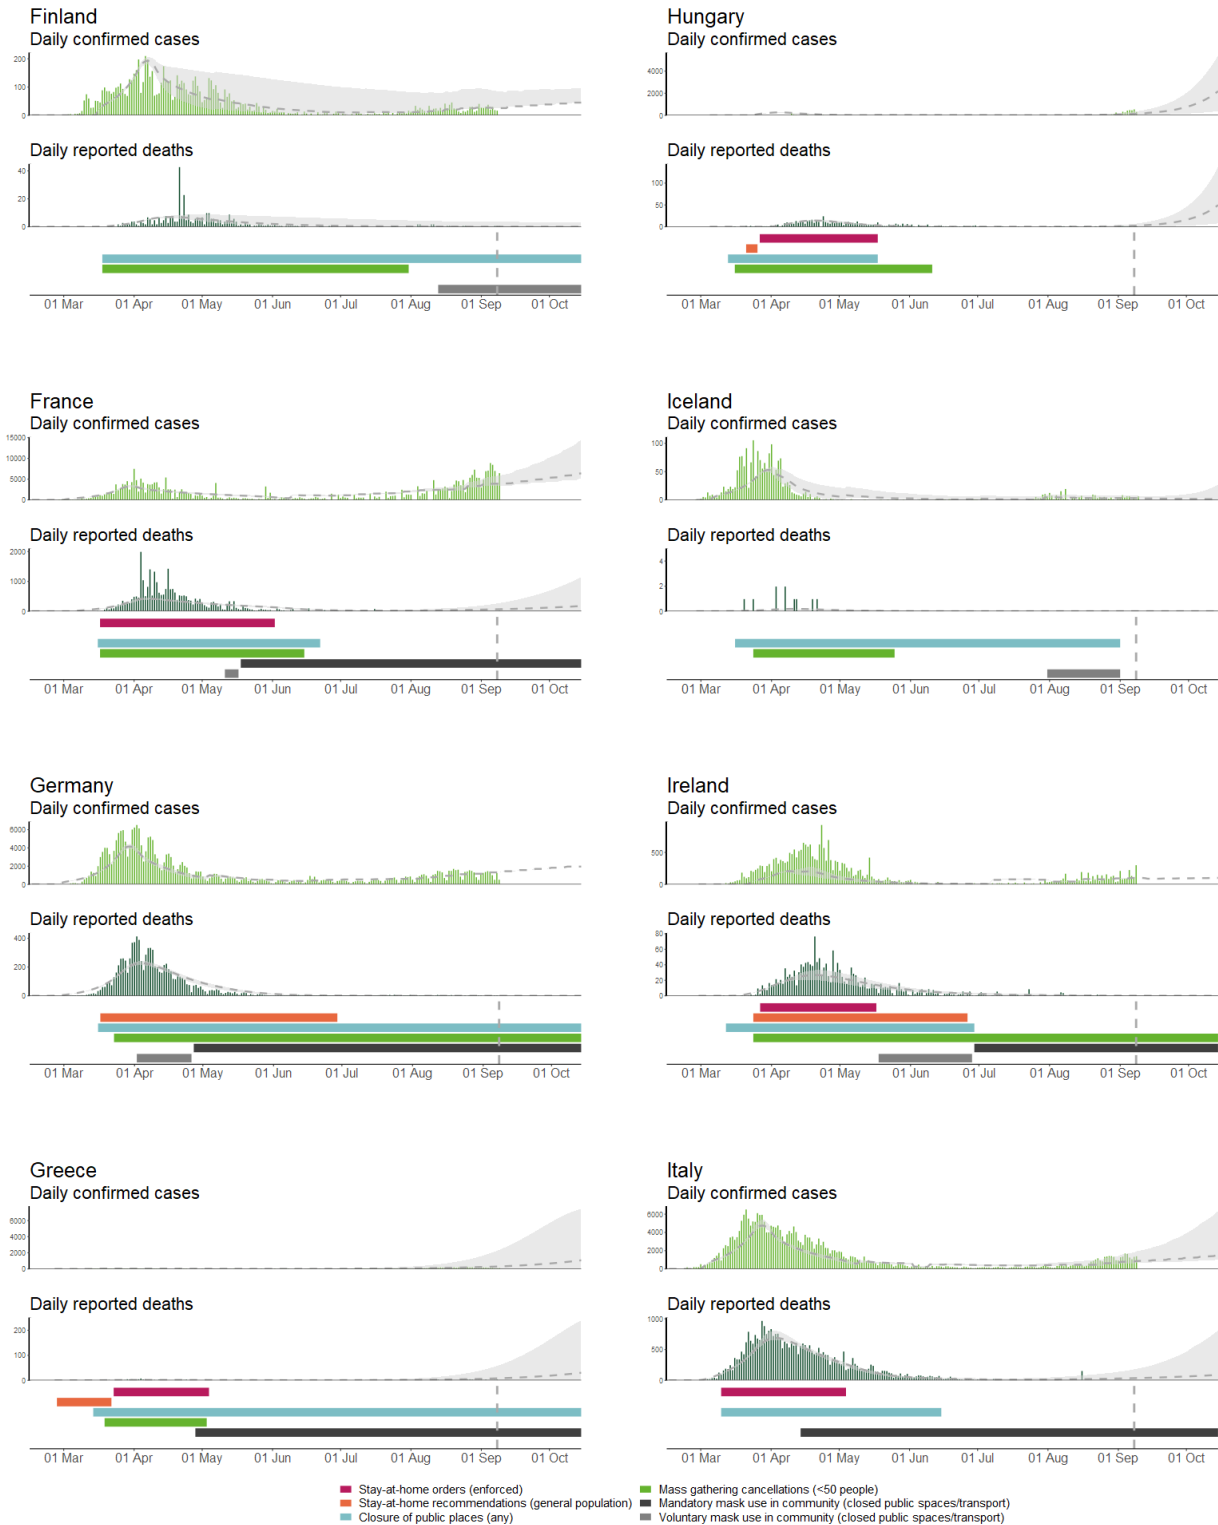 Finland
Daily confirmed cases
200
100
0
Daily reported deaths
40
20
0
01 Mar 01 Apr 01 May 01 Jun 01 Jul 01 Aug 01 Sep 01 Oct
Hungary
Daily confirmed cases
4000
2000
0
Daily reported deaths
100
50
0
01 Mar 01 Apr 01 May 01 Jun 01 Jul 01 Aug 01 Sep 01 Oct
France
Daily confirmed cases
15000
10000
5000
0
Daily reported deaths
2000
1000
0
01 Mar 01 Apr 01 May 01 Jun 01 Jul 01 Aug 01 Sep 01 Oct
Iceland
Daily confirmed cases
100
50
0
Daily reported deaths
4
2
0
01 Mar 01 Apr 01 May 01 Jun 01 Jul 01 Aug 01 Sep 01 Oct
Germany
Daily confirmed cases
6000
4000
2000
0
Daily reported deaths
400
200
0
01 Mar 01 Apr 01 May 01 Jun 01 Jul 01 Aug 01 Sep 01 Oct
Ireland
Daily confirmed cases
500
0
Daily reported deaths
80
60
40
20
0
01 Mar 01 Apr 01 May 01 Jun 01 Jul 01 Aug 01 Sep 01 Oct
Greece
Daily confirmed cases
6000
4000
2000
0
Daily reported deaths
200
100
0
01 Mar 01 Apr 01 May 01 Jun 01 Jul 01 Aug 01 Sep 01 Oct
Italy
Daily confirmed cases
6000
4000
2000
0
Daily reported deaths
1000
500
0
01 Mar 01 Apr 01 May 01 Jun 01 Jul 01 Aug 01 Sep 01 Oct
Stay-at-home orders (enforced)
Stay-at-home recommendations (general population)
Closure of public places (any)
Mass gathering cancellations (<50 people)
Mandatory mask use in community (closed public spaces/transport)
Voluntary mask use in community (closed public spaces/transport)